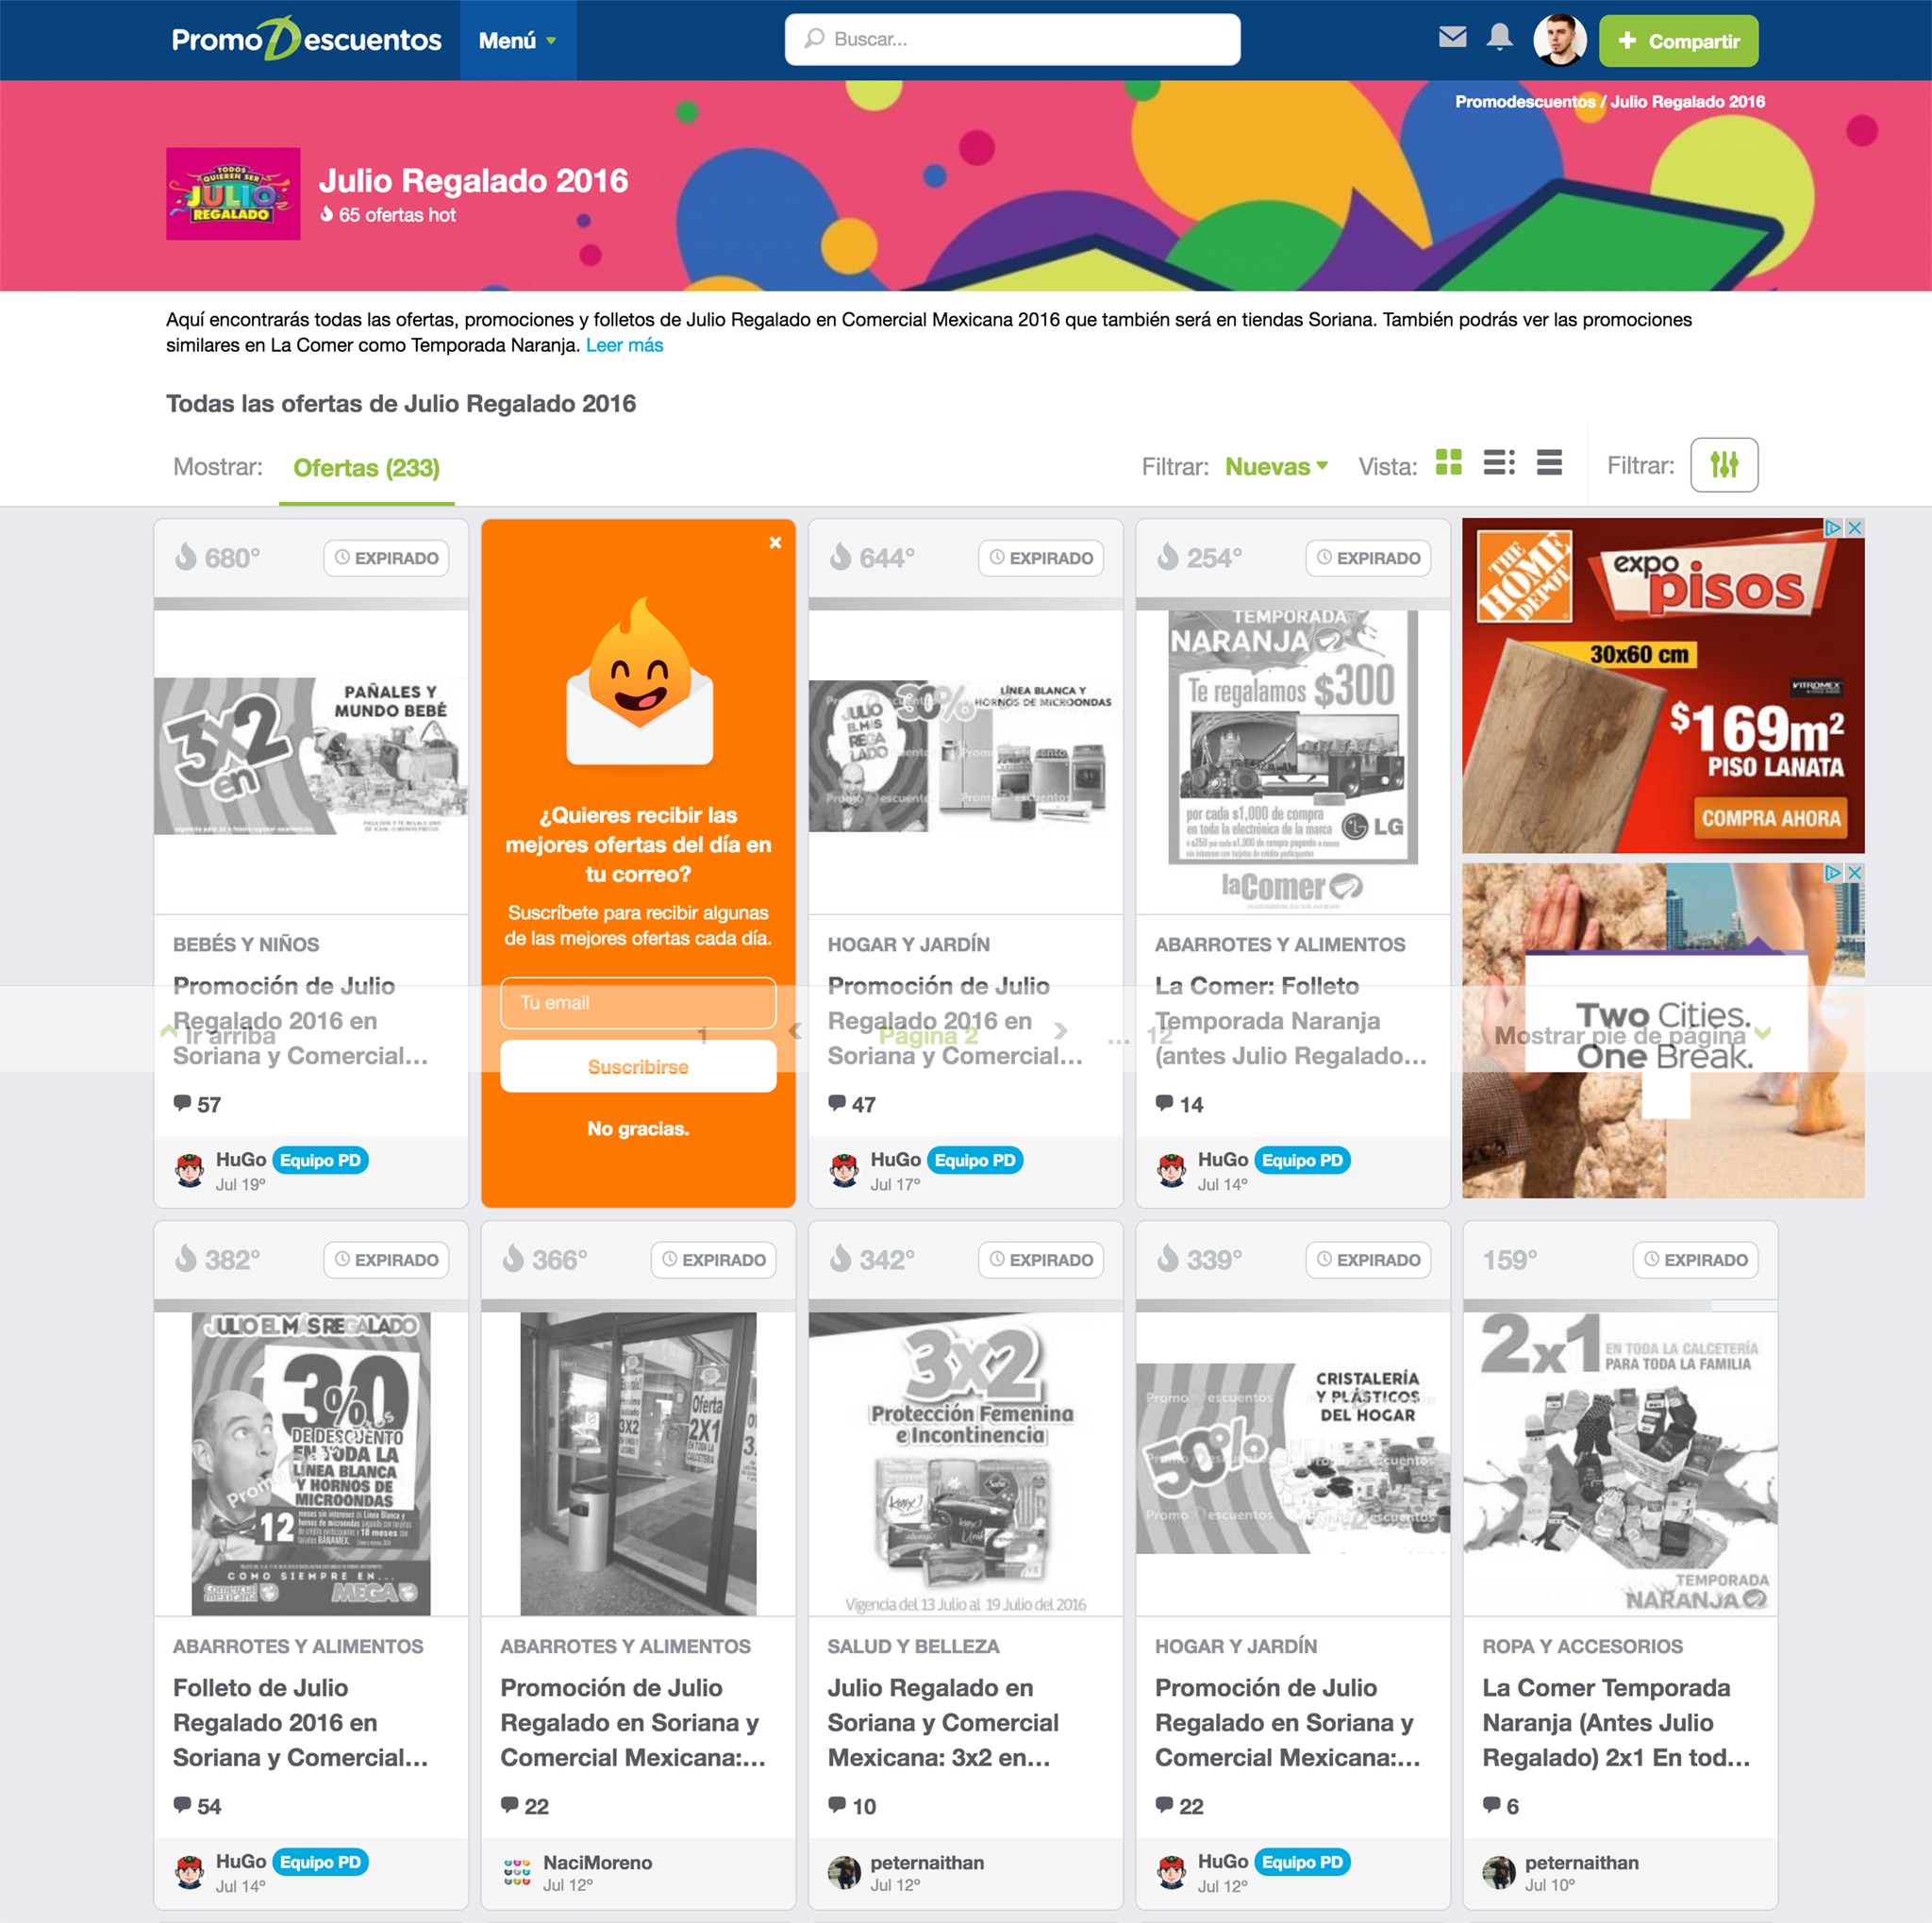 PromoDescuentos
Menú
Buscar...
+ Compartir
Promodescuentos / Julio Regalado 2016
TODOS
QUIEREN SER
JULIO
REGALADO
Julio Regalado 2016
65 ofertas hot
Aquí encontrarás todas las ofertas, promociones y folletos de Julio Regalado en Comercial Mexicana 2016 que también será en tiendas Soriana. También podrás ver las promociones
similares en La Comer como Temporada Naranja. Leer más
Todas las ofertas de Julio Regalado 2016
Mostrar: Ofertas (233)
Filtrar: Nuevas
Vista:
Filtrar:
680° EXPIRADO
3x2
en
PAÑALES Y
MUNDO BEBÉ
BEBÉS Y NIÑOS
Promoción de Julio
Regalado 2016 en
Soriana y Comercial...
57
HuGo Equipo PD
Jul 19º
¿Quieres recibir las
mejores ofertas del día en
tu correo?
Suscríbete para recibir algunas
de las mejores ofertas cada día.
Tu email
Suscribirse
No gracias.
644° EXPIRADO
JULIO
EL MÁS
REGA
LADO
30%
LÍNEA BLANCA Y
HORNOS DE MICROONDAS
HOGAR Y JARDÍN
Promoción de Julio
Regalado 2016 en
Soriana y Comercial...
47
HuGo Equipo PD
Jul 17º
254° EXPIRADO
TEMPORADA
NARANJA
Te regalamos $300
por cada $1,000 de compra
en toda la electrónica de la marca
LG
laComer
ABARROTES Y ALIMENTOS
La Comer: Folleto
Temporada Naranja
(antes Julio Regalado...
14
HuGo Equipo PD
Jul 14º
THE
HOME
DEPOT
expo
pisos
30x60 cm
VITROMEX
$169m²
PISO LANATA
COMPRA AHORA
Two Cities.
One Break.
Ir arriba
1
Página 2
... 12
Mostrar pie de página
382° EXPIRADO
JULIO EL MÁS REGALADO
30%
DE DESCUENTO
EN TODA LA
LÍNEA BLANCA
Y HORNOS DE
MICROONDAS
12
COMO SIEMPRE EN...
Comercial
Mexicana
MEGA
ABARROTES Y ALIMENTOS
Folleto de Julio
Regalado 2016 en
Soriana y Comercial...
54
HuGo Equipo PD
Jul 14º
366° EXPIRADO
3X2
Oferta
2X1
EN TODA LA
CALCETERIA
ABARROTES Y ALIMENTOS
Promoción de Julio
Regalado en Soriana y
Comercial Mexicana:...
22
NaciMoreno
Jul 12º
342° EXPIRADO
3x2
Protección Femenina
e Incontinencia
Vigencia del 13 Julio al 19 Julio del 2016
SALUD Y BELLEZA
Julio Regalado en
Soriana y Comercial
Mexicana: 3x2 en...
10
peternaithan
Jul 12º
339° EXPIRADO
50%
CRISTALERÍA
Y PLÁSTICOS
DEL HOGAR
HOGAR Y JARDÍN
Promoción de Julio
Regalado en Soriana y
Comercial Mexicana:...
22
HuGo Equipo PD
Jul 12º
159° EXPIRADO
2x1
EN TODA LA CALCETERÍA
PARA TODA LA FAMILIA
TEMPORADA
NARANJA
ROPA Y ACCESORIOS
La Comer Temporada
Naranja (Antes Julio
Regalado) 2x1 En tod...
6
peternaithan
Jul 10º